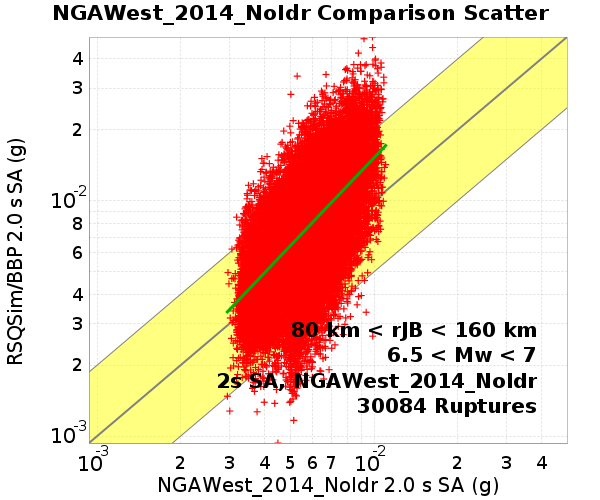 NGAWest_2014_NoIdr Comparison Scatter
RSQSim/BBP 2.0 s SA (g)
4
3
2
10-2
8
6
4
3
2
10-3
80 km < rJB < 160 km
6.5 < Mw < 7
2s SA, NGAWest_2014_NoIdr
30084 Ruptures
10-3 2 3 4 5 6 7 10-2 2 3 4
NGAWest_2014_NoIdr 2.0 s SA (g)